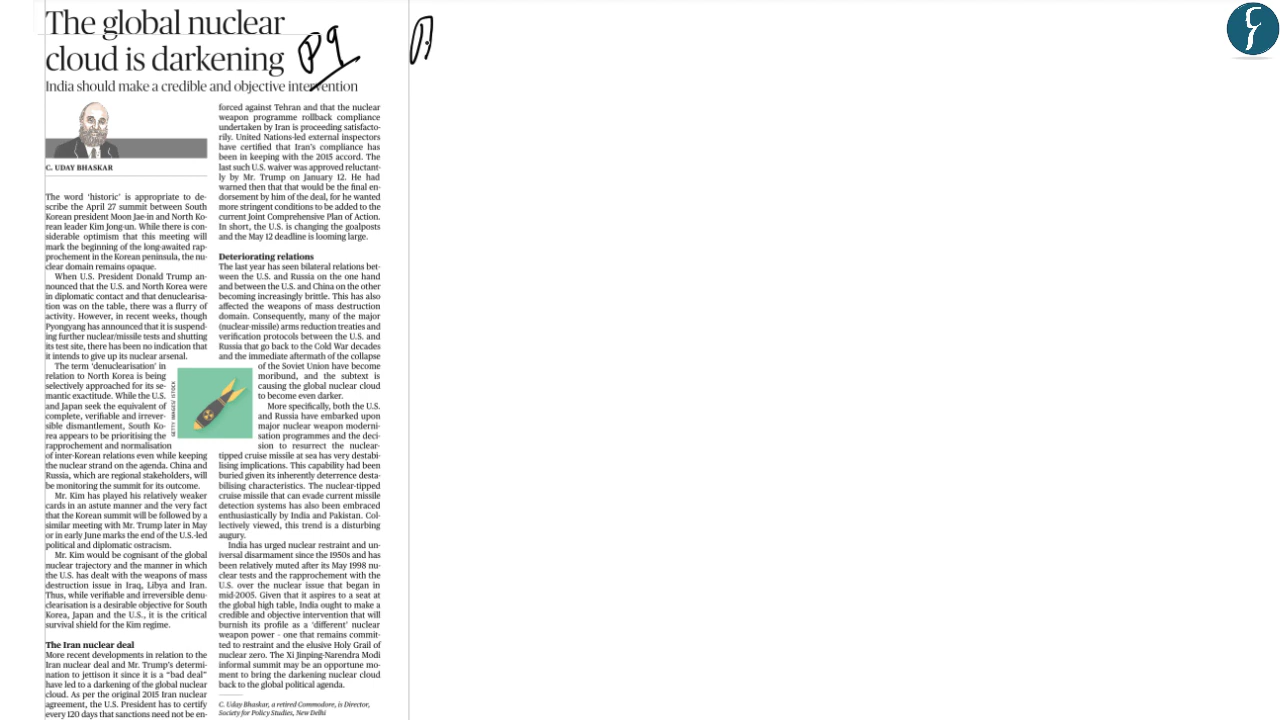 The global nuclear
cloud is darkening
P9
India should make a credible and objective intervention
C. UDAY BHASKAR
The word ‘historic’ is appropriate to de-
scribe the April 27 summit between South
Korean president Moon Jae-in and North Ko-
rean leader Kim Jong-un. While there is con-
siderable optimism that this meeting will
mark the beginning of the long-awaited rap-
prochement in the Korean peninsula, the nu-
clear domain remains opaque.
When U.S. President Donald Trump an-
nounced that the U.S. and North Korea were
in diplomatic contact and that denuclearisa-
tion was on the table, there was a flurry of
activity. However, in recent weeks, though
Pyongyang has announced that it is suspend-
ing further nuclear/missile tests and shutting
its test site, there has been no indication that
it intends to give up its nuclear arsenal.
The term ‘denuclearisation’ in
relation to North Korea is being
selectively approached for its se-
mantic exactitude. While the U.S.
and Japan seek the equivalent of
complete, verifiable and irrever-
sible dismantlement, South Ko-
rea appears to be prioritising the
rapprochement and normalisation
of inter-Korean relations even while keeping
the nuclear strand on the agenda. China and
Russia, which are regional stakeholders, will
be monitoring the summit for its outcome.
Mr. Kim has played his relatively weaker
cards in an astute manner and the very fact
that the Korean summit will be followed by a
similar meeting with Mr. Trump later in May
or in early June marks the end of the U.S.-led
political and diplomatic ostracism.
Mr. Kim would be cognisant of the global
nuclear trajectory and the manner in which
the U.S. has dealt with the weapons of mass
destruction issue in Iraq, Libya and Iran.
Thus, while verifiable and irreversible denu-
clearisation is a desirable objective for South
Korea, Japan and the U.S., it is the critical
survival shield for the Kim regime.
The Iran nuclear deal
More recent developments in relation to the
Iran nuclear deal and Mr. Trump’s determi-
nation to jettison it since it is a “bad deal”
have led to a darkening of the global nuclear
cloud. As per the original 2015 Iran nuclear
agreement, the U.S. President has to certify
every 120 days that sanctions need not be en-
forced against Tehran and that the nuclear
weapon programme rollback compliance
undertaken by Iran is proceeding satisfacto-
rily. United Nations-led external inspectors
have certified that Iran’s compliance has
been in keeping with the 2015 accord. The
last such U.S. waiver was approved reluctant-
ly by Mr. Trump on January 12. He had
warned then that that would be the final en-
dorsement by him of the deal, for he wanted
more stringent conditions to be added to the
current Joint Comprehensive Plan of Action.
In short, the U.S. is changing the goalposts
and the May 12 deadline is looming large.
Deteriorating relations
The last year has seen bilateral relations bet-
ween the U.S. and Russia on the one hand
and between the U.S. and China on the other
becoming increasingly brittle. This has also
affected the weapons of mass destruction
domain. Consequently, many of the major
(nuclear-missile) arms reduction treaties and
verification protocols between the U.S. and
Russia that go back to the Cold War decades
and the immediate aftermath of the collapse
of the Soviet Union have become
moribund, and the subtext is
causing the global nuclear cloud
to become even darker.
More specifically, both the U.S.
and Russia have embarked upon
major nuclear weapon moderni-
sation programmes and the deci-
sion to resurrect the nuclear-
tipped cruise missile at sea has very destabi-
lising implications. This capability had been
buried given its inherently deterrence desta-
bilising characteristics. The nuclear-tipped
cruise missile that can evade current missile
detection systems has also been embraced
enthusiastically by India and Pakistan. Col-
lectively viewed, this trend is a disturbing
augury.
India has urged nuclear restraint and un-
iversal disarmament since the 1950s and has
been relatively muted after its May 1998 nu-
clear tests and the rapprochement with the
U.S. over the nuclear issue that began in
mid-2005. Given that it aspires to a seat at
the global high table, India ought to make a
credible and objective intervention that will
burnish its profile as a ‘different’ nuclear
weapon power - one that remains commit-
ted to restraint and the elusive Holy Grail of
nuclear zero. The Xi Jinping-Narendra Modi
informal summit may be an opportune mo-
ment to bring the darkening nuclear cloud
back to the global political agenda.
GETTY IMAGES/ ISTOCK
C. Uday Bhaskar, a retired Commodore, is Director,
Society for Policy Studies, New Delhi